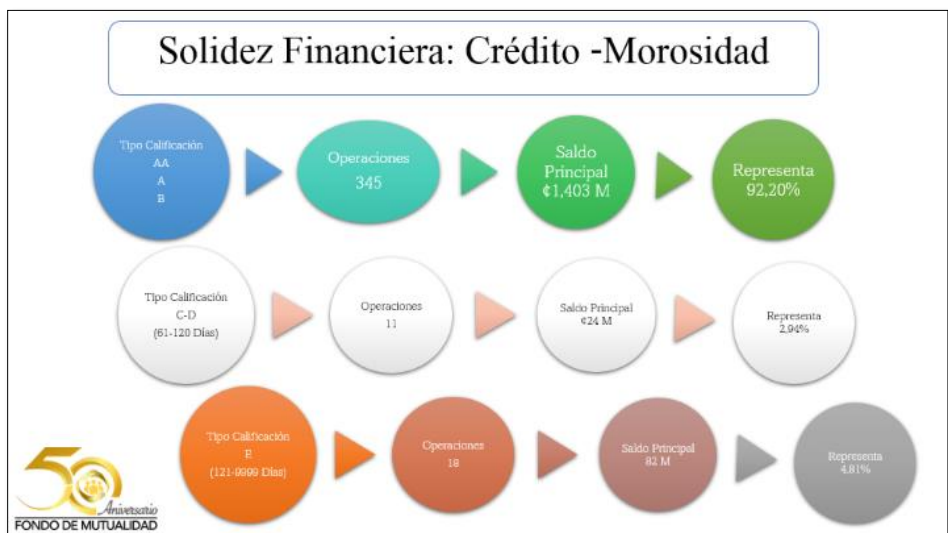 Solidez Financiera: Crédito -Morosidad
Tipo Calificación
AA
A
B
Operaciones
345
Saldo
Principal
¢1,403 M
Representa
92,20%
Tipo Calificación
C-D
(61-120 Días)
Operaciones
11
Saldo Principal
¢24 M
Representa
2,94%
Tipo Calificación
E
(121-9999 Días)
Operaciones
18
Saldo Principal
82 M
Representa
4,81%
50
Aniversario
FONDO DE MUTUALIDAD